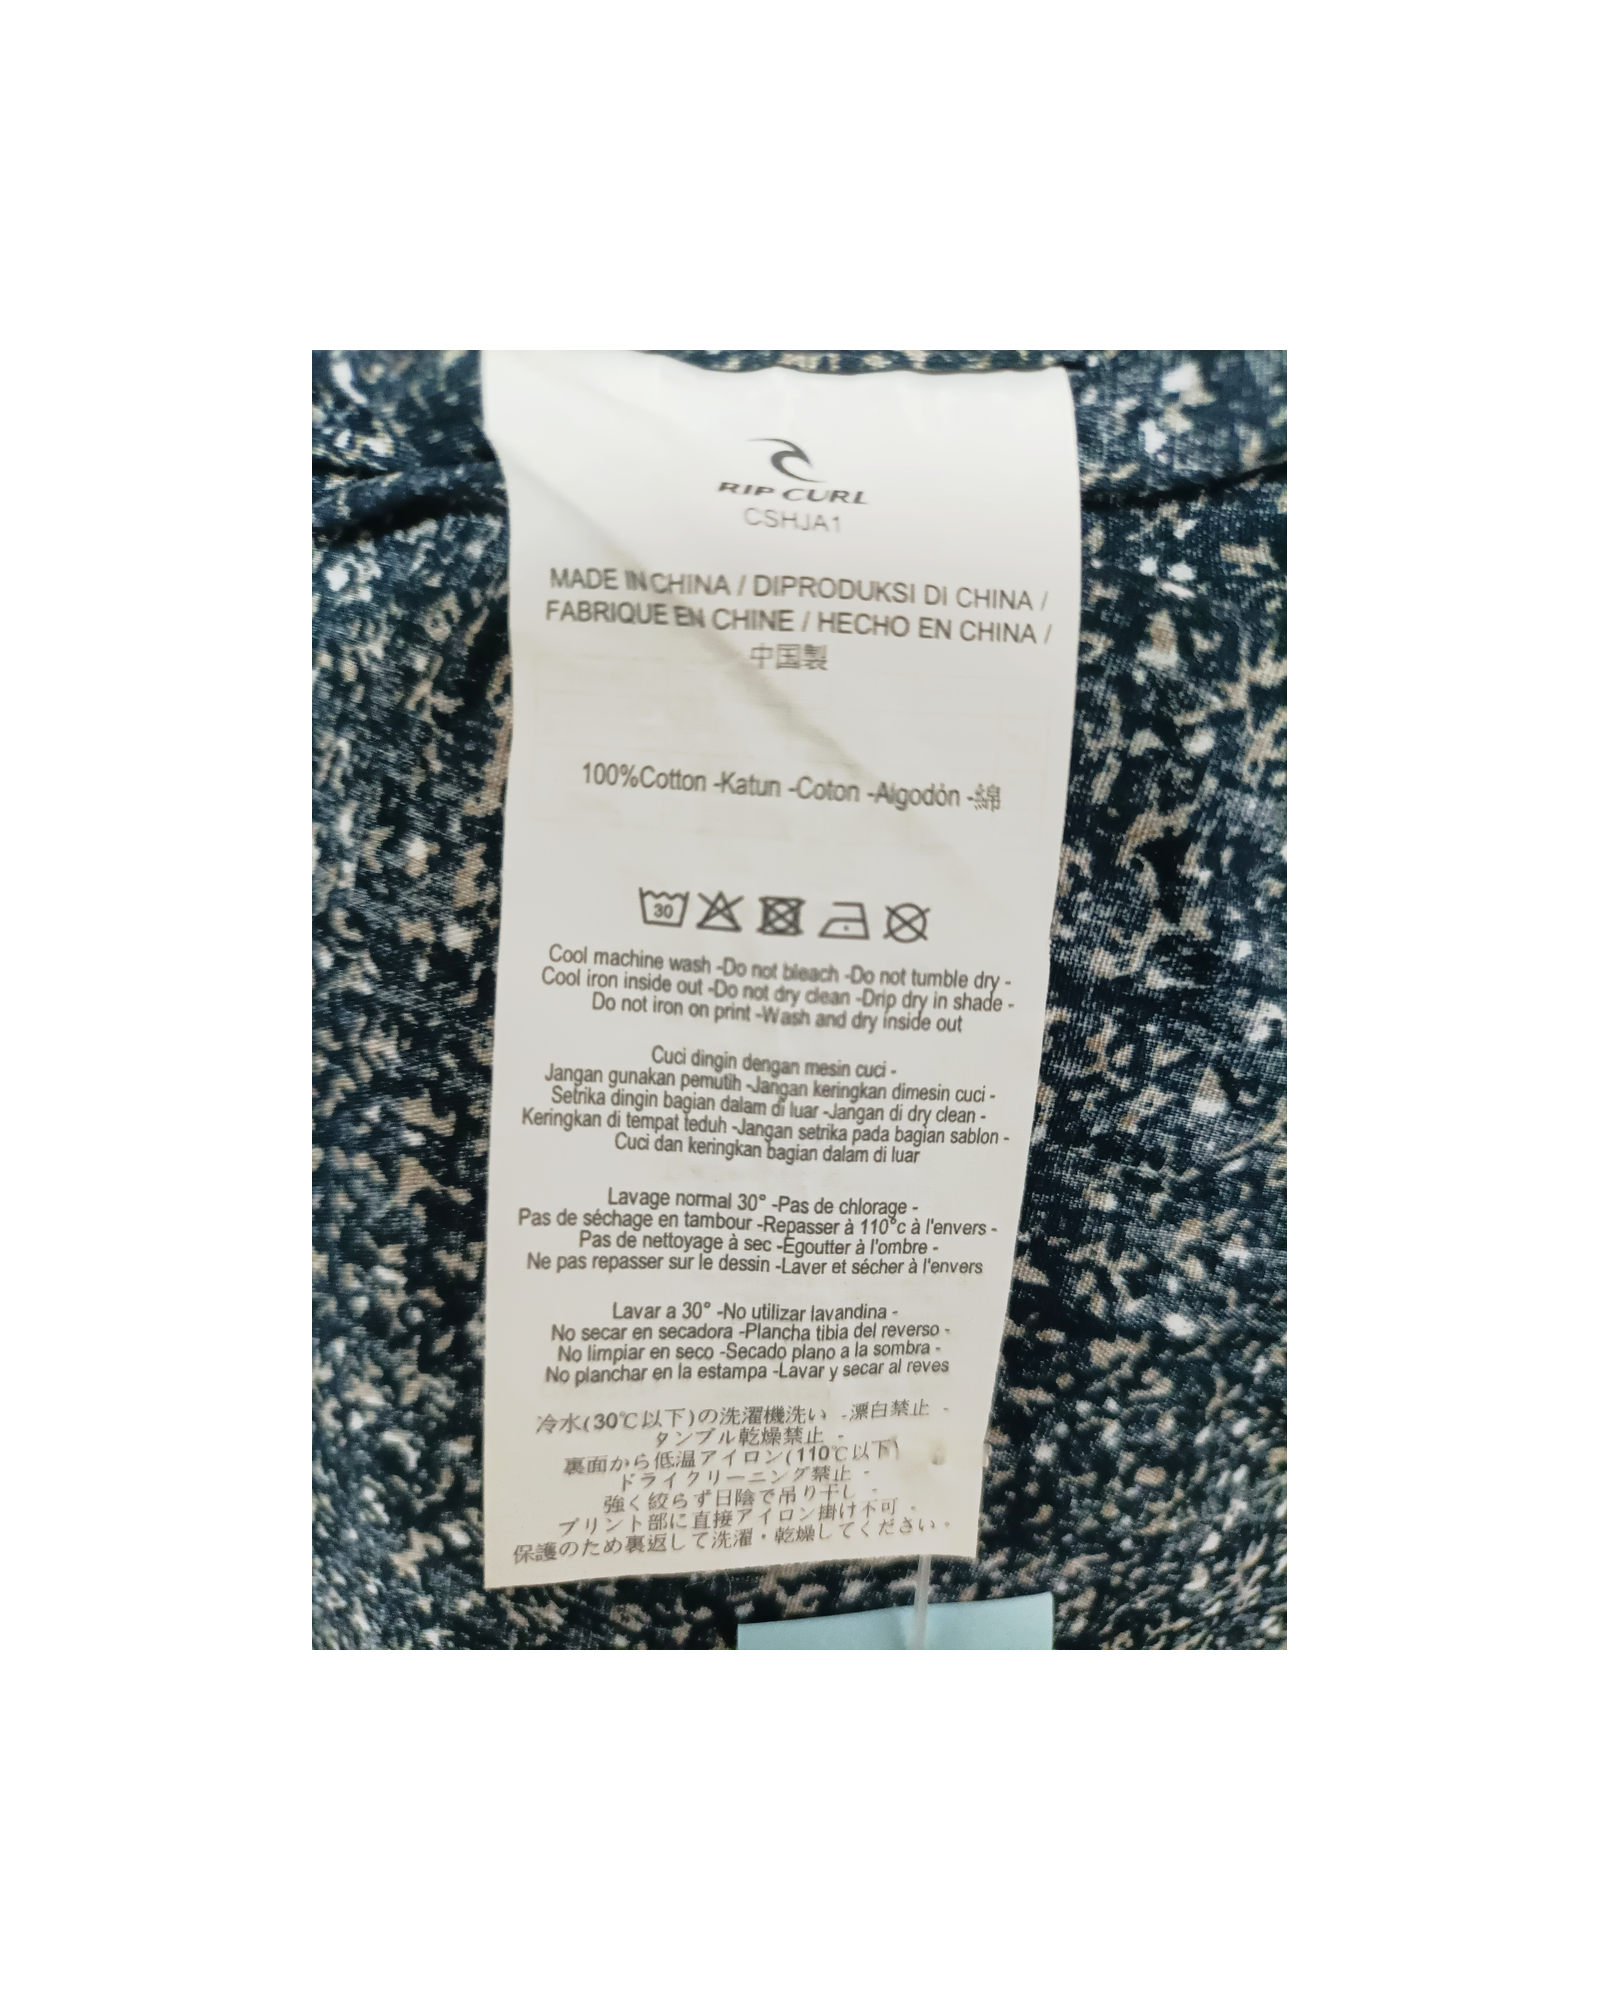 RIP CURL
CSHJA1
MADE IN CHINA / DIPRODUKSI DI CHINA /
FABRIQUE EN CHINE / HECHO EN CHINA /
中国製
100%Cotton -Katun -Coton -Algodón -綿
30
Cool machine wash -Do not bleach -Do not tumble dry -
Cool iron inside out -Do not dry clean -Drip dry in shade -
Do not iron on print -Wash and dry inside out
Cuci dingin dengan mesin cuci -
Jangan gunakan pemutih -Jangan keringkan dimesin cuci -
Setrika dingin bagian dalam di luar -Jangan di dry clean -
Keringkan di tempat teduh -Jangan setrika pada bagian sablon -
Cuci dan keringkan bagian dalam di luar
Lavage normal 30° -Pas de chlorage -
Pas de séchage en tambour -Repasser à 110°c à l'envers -
Pas de nettoyage à sec -Egoutter à l'ombre -
Ne pas repasser sur le dessin -Laver et sécher à l'envers
Lavar a 30° -No utilizar lavandina -
No secar en secadora -Plancha tibia del reverso -
No limpiar en seco -Secado plano a la sombra -
No planchar en la estampa -Lavar y secar al reves
冷水(30℃以下)の洗濯機洗い -漂白禁止 -
タンブル乾燥禁止 -
裏面から低温アイロン(110℃以下)
ドライクリーニング禁止 -
強く絞らず日陰で吊り干し -
プリント部に直接アイロン掛け不可 -
保護のため裏返して洗濯・乾燥してください。